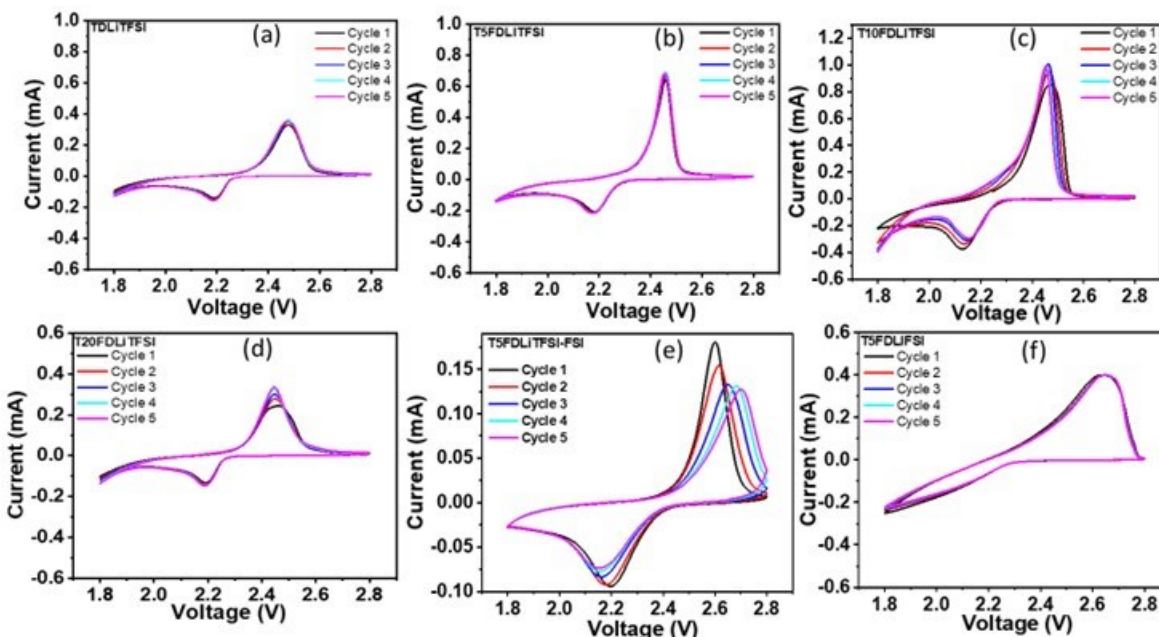 TDLiTFSI
(a)
Cycle 1
Cycle 2
Cycle 3
Cycle 4
Cycle 5
1.0
0.8
0.6
0.4
0.2
0.0
-0.2
-0.4
-0.6
Current (mA)
1.8 2.0 2.2 2.4 2.6 2.8
Voltage (V)
T5FDLiTFSI
(b)
Cycle 1
Cycle 2
Cycle 3
Cycle 4
Cycle 5
1.0
0.8
0.6
0.4
0.2
0.0
-0.2
-0.4
-0.6
Current (mA)
1.8 2.0 2.2 2.4 2.6 2.8
Voltage (V)
T10FDLiTFSI
(c)
Cycle 1
Cycle 2
Cycle 3
Cycle 4
Cycle 5
1.2
1.0
0.8
0.6
0.4
0.2
0.0
-0.2
-0.4
-0.6
Current (mA)
1.8 2.0 2.2 2.4 2.6 2.8
Voltage (V)
T20FDLiTFSI
(d)
Cycle 1
Cycle 2
Cycle 3
Cycle 4
Cycle 5
0.6
0.4
0.2
0.0
-0.2
-0.4
-0.6
Current (mA)
1.8 2.0 2.2 2.4 2.6 2.8
Voltage (V)
T5FDLiTFSI-FSI
(e)
Cycle 1
Cycle 2
Cycle 3
Cycle 4
Cycle 5
0.15
0.10
0.05
0.00
-0.05
-0.10
Current (mA)
1.8 2.0 2.2 2.4 2.6 2.8
Voltage (V)
T5FDLiFSI
(f)
Cycle 1
Cycle 2
Cycle 3
Cycle 4
Cycle 5
0.6
0.4
0.2
0.0
-0.2
-0.4
-0.6
Current (mA)
1.8 2.0 2.2 2.4 2.6 2.8
Voltage (V)